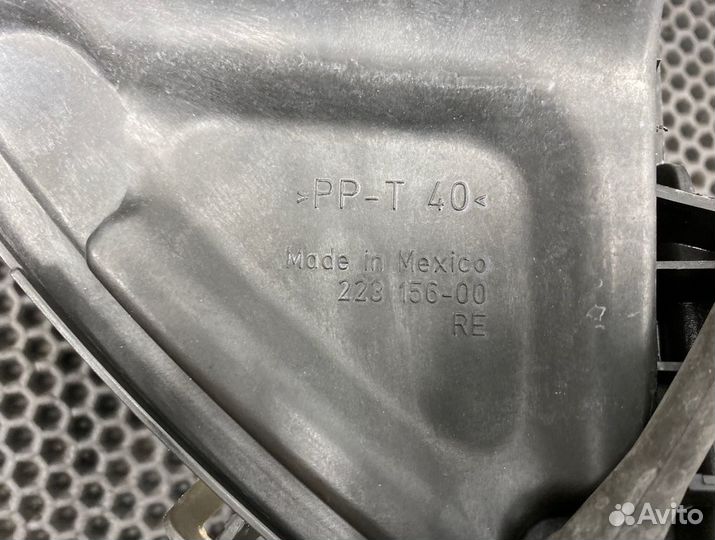 >PP-T 40<
Made in Mexico
223 156-00
RE
Avito